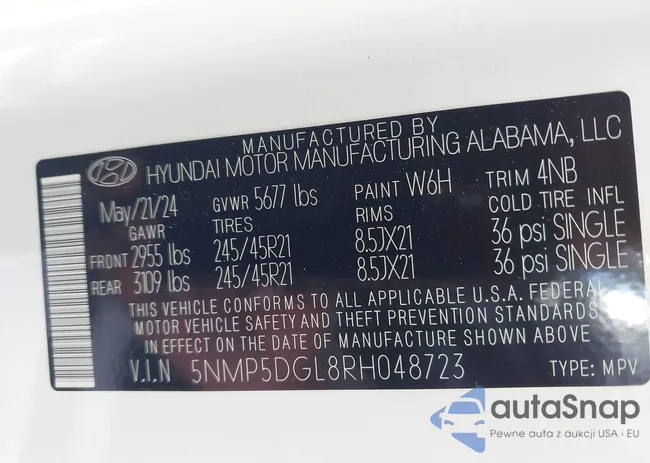 MANUFACTURED BY
HYUNDAI MOTOR MANUFACTURING ALABAMA, LLC
May/21/24 GVWR 5677 lbs PAINT W6H TRIM 4NB
GAWR TIRES RIMS COLD TIRE INFL
FRONT 2955 lbs 245/45R21 8.5JX21 36 psi SINGLE
REAR 3109 lbs 245/45R21 8.5JX21 36 psi SINGLE
THIS VEHICLE CONFORMS TO ALL APPLICABLE U.S.A. FEDERAL
MOTOR VEHICLE SAFETY AND THEFT PREVENTION STANDARDS
IN EFFECT ON THE DATE OF MANUFACTURE SHOWN ABOVE
V.I.N 5NMP5DGL8RH048723 TYPE: MPV
autaSnap
Pewne auta z aukcji USA i EU